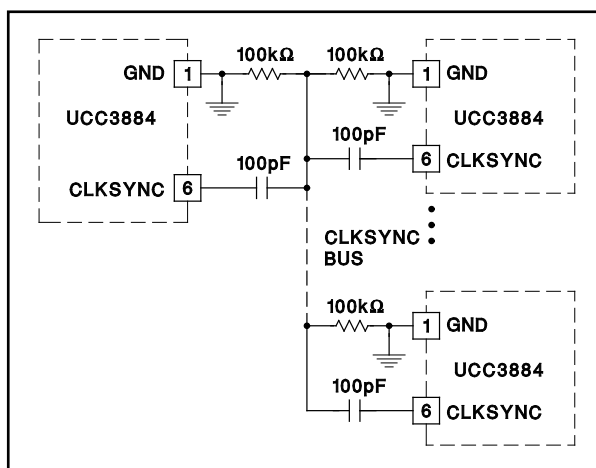 100kΩ 100kΩ
GND 1 1 GND
UCC3884 UCC3884
100pF
6 CLKSYNC
100pF
CLKSYNC 6
CLKSYNC
BUS
100kΩ
1 GND
UCC3884
100pF
6 CLKSYNC